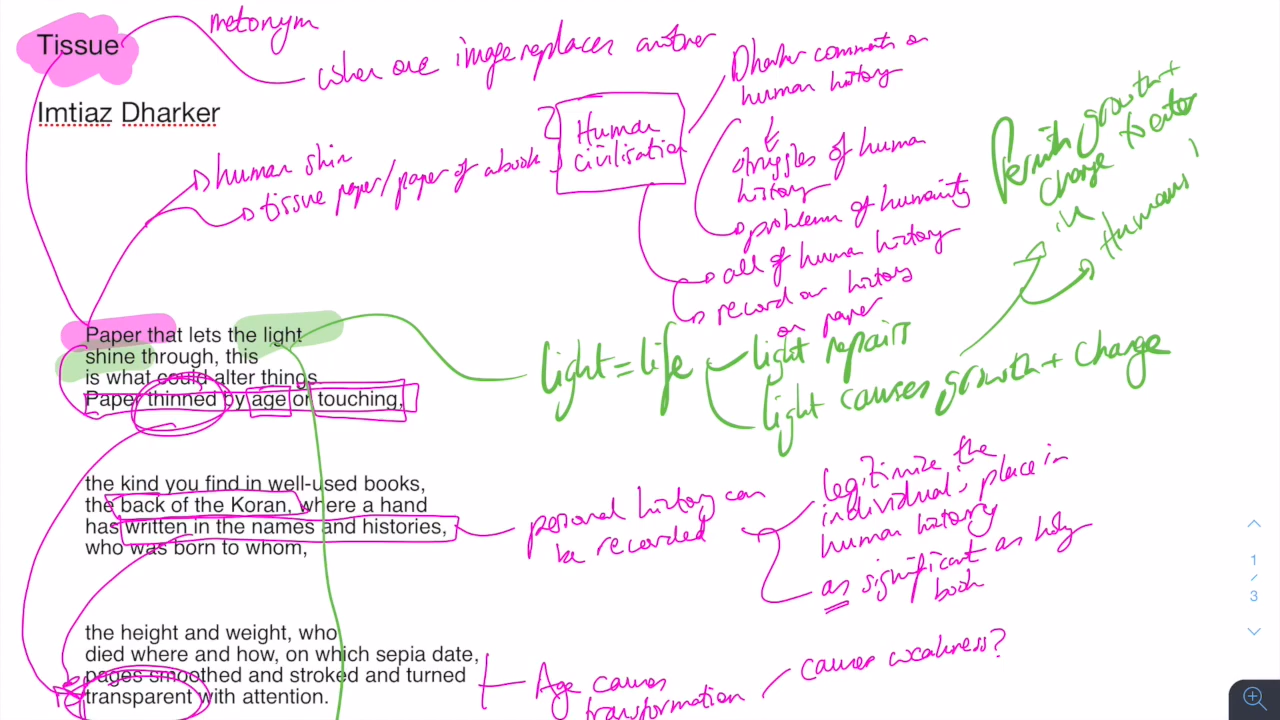 Tissue
metonym
when one image replaces another
Imtiaz Dharker
human skin
tissue paper/paper of a book
Human
civilisation
Dharker comments on
human history
struggles of human
history
problems of humanity
all of human history
record our history
on paper
Permits growth +
change to enter
in
Humans
Paper that lets the light
shine through, this
is what could alter things.
Paper thinned by age or touching,
light = life
light repairs
light causes growth + change
the kind you find in well-used books,
the back of the Koran, where a hand
has written in the names and histories,
who was born to whom,
personal history can
be recorded
legitimize the
individual's place in
human history
as significant as holy
book
the height and weight, who
died where and how, on which sepia date,
pages smoothed and stroked and turned
transparent with attention.
Age causes
transformation
causes weakness?
1
/
3